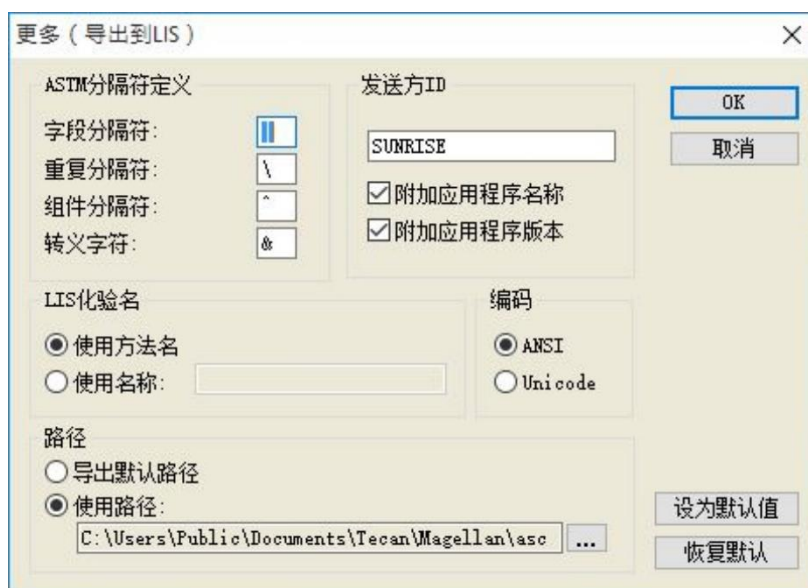 更多（导出到LIS）
ASTM分隔符定义
字段分隔符: |
重复分隔符: \
组件分隔符: ^
转义字符: &
发送方ID
SUNRISE
附加应用程序名称
附加应用程序版本
OK
取消
LIS化验名
使用方法名
使用名称:
编码
ANSI
Unicode
路径
导出默认路径
使用路径:
C:\Users\Public\Documents\Tecan\Magellan\asc
...
设为默认值
恢复默认